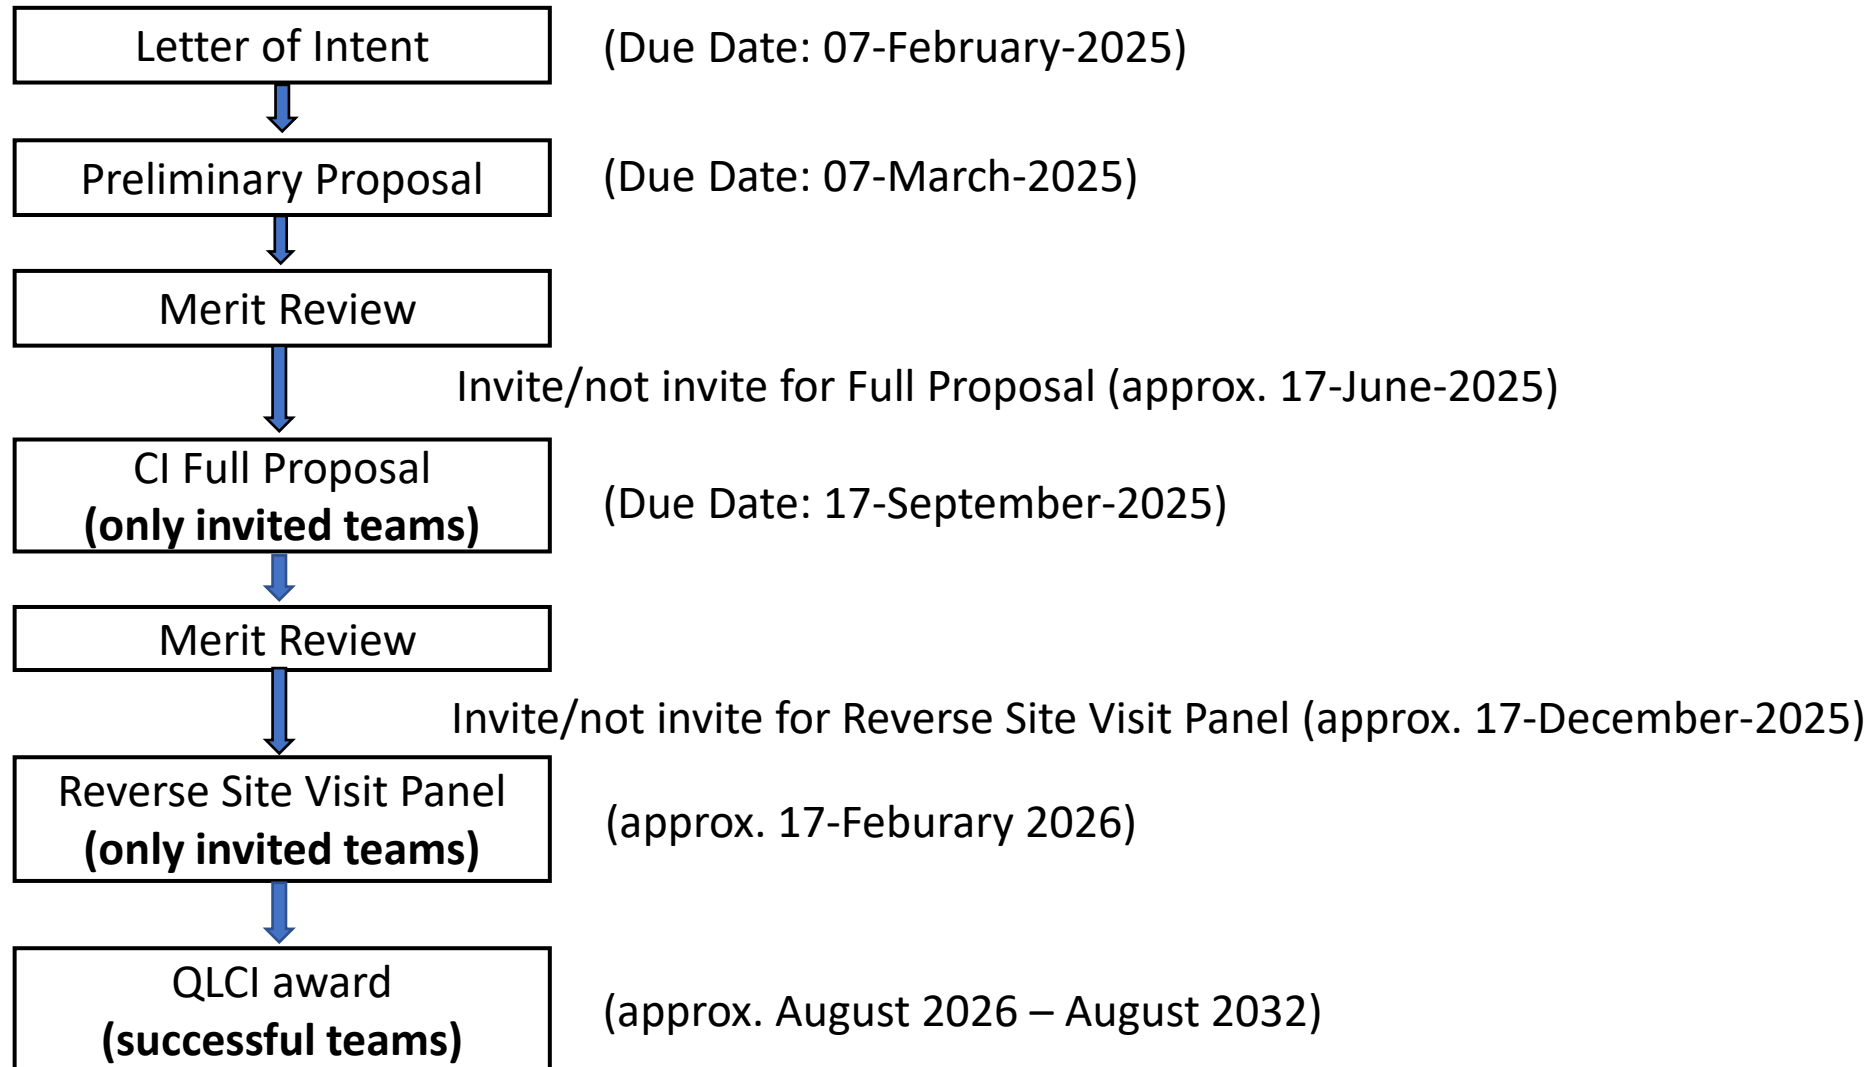 Letter of Intent
(Due Date: 07-February-2025)
Preliminary Proposal
(Due Date: 07-March-2025)
Merit Review
Invite/not invite for Full Proposal (approx. 17-June-2025)
CI Full Proposal
(only invited teams)
(Due Date: 17-September-2025)
Merit Review
Invite/not invite for Reverse Site Visit Panel (approx. 17-December-2025)
Reverse Site Visit Panel
(only invited teams)
(approx. 17-Feburary 2026)
QLCI award
(successful teams)
(approx. August 2026 – August 2032)